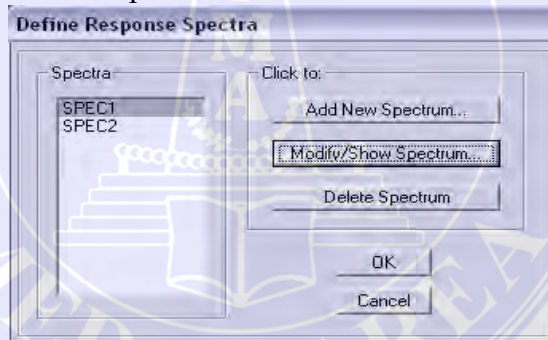 Define Response Spectra
Spectra
SPEC1
SPEC2
Click to:
Add New Spectrum...
Modify/Show Spectrum...
Delete Spectrum
OK
Cancel